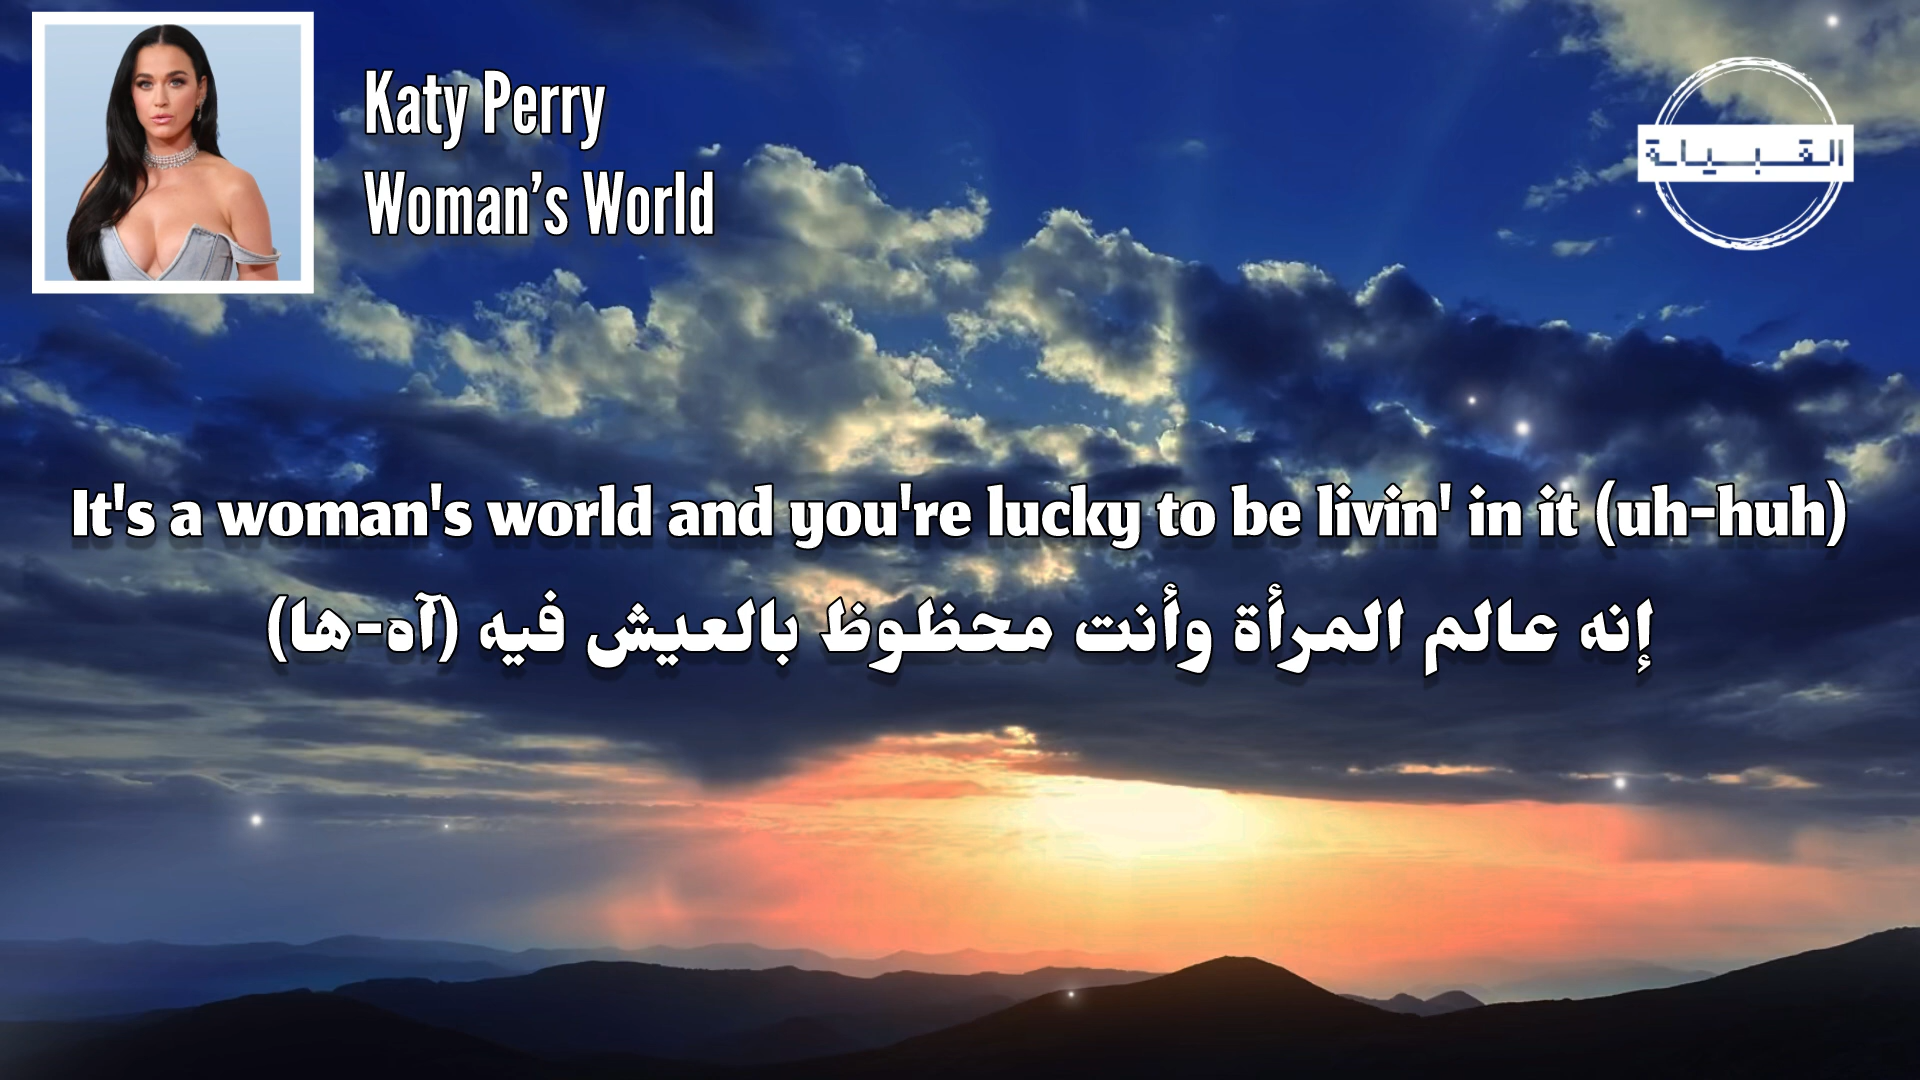 Katy Perry
Woman’s World
القبيلة
It's a woman's world and you're lucky to be livin' in it (uh-huh)
إنه عالم المرأة وأنت محظوظ بالعيش فيه (آه-ها)